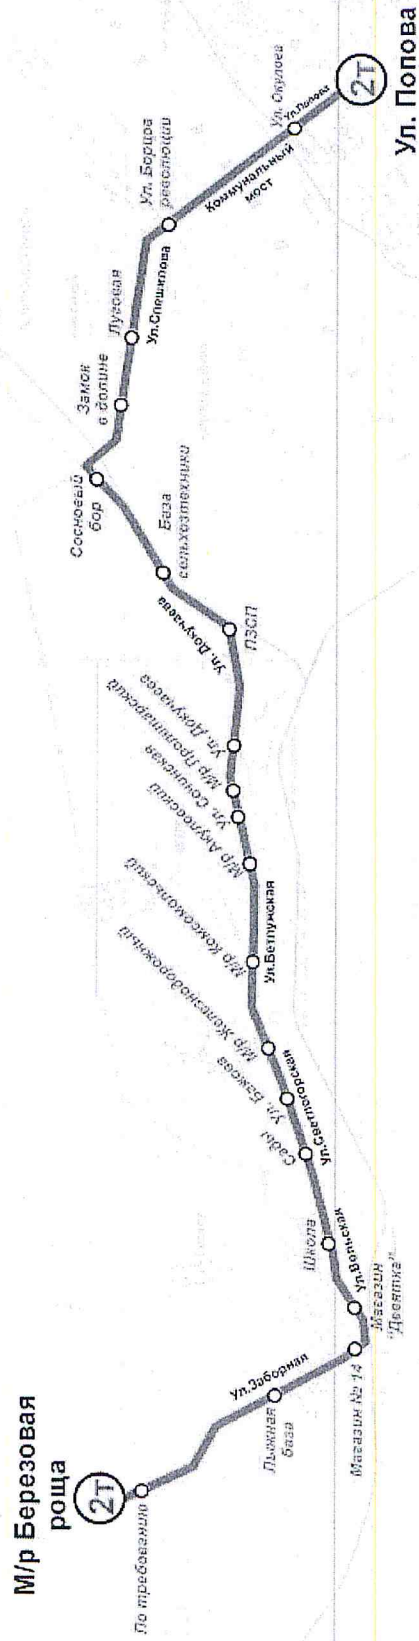 М/р Березовая
роща
2т
По требованию
Лыжная
база
Ул.Заборная
Магазин № 14
Магазин
"Десятка"
Ул.Вольская
Школа
Сады
Ул.Светлогорская
Ул. Бажова
М/р Железнодорожный
М/р Комсомольский
Ул.Ветлужская
М/р Акуловский
Ул. Сочинская
М/р Пролетарский
Ул. Докучаева
ПЗСП
Ул. Докучаева
База
сельхозтехники
Сосновый
бор
Замок
в долине
Луговая
Ул.Спешилова
Ул. Борцов
революции
Коммунальный
мост
Ул. Окулова
Ул.Попова
2т
Ул. Попова